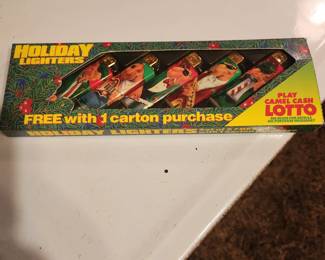 HOLIDAY
LIGHTERS
FREE with 1 carton purchase
PLAY
CAMEL CASH
LOTTO
HOLIDAY LIGHTERS